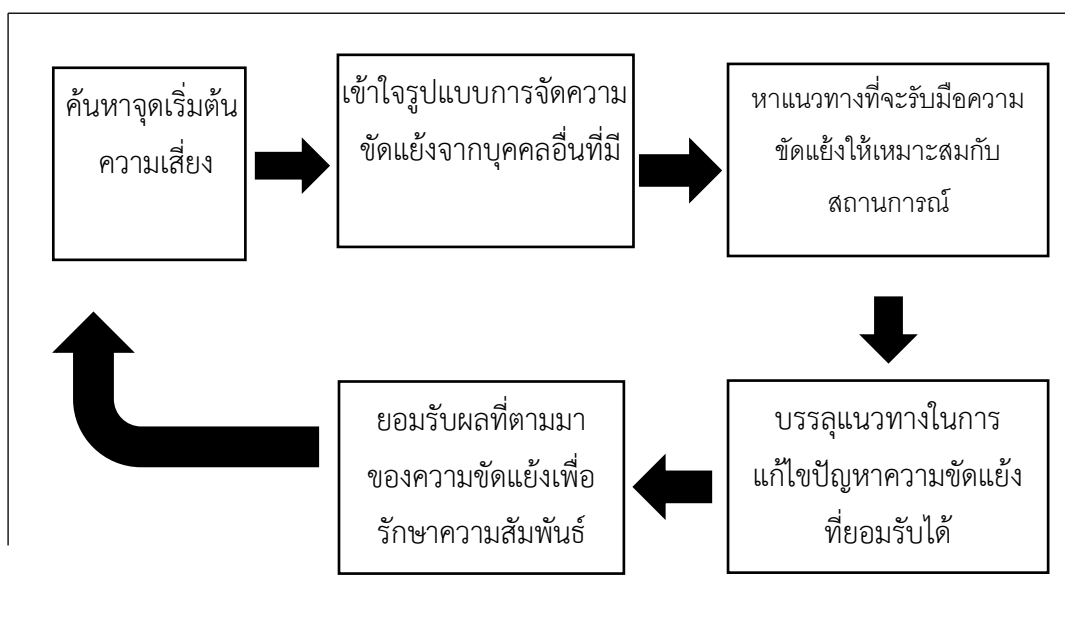 ค้นหาจุดเริ่มต้น
ความเสี่ยง
เข้าใจรูปแบบการจัดความ
ขัดแย้งจากบุคคลอื่นที่มี
หาแนวทางที่จะรับมือความ
ขัดแย้งให้เหมาะสมกับ
สถานการณ์
บรรลุแนวทางในการ
แก้ไขปัญหาความขัดแย้ง
ที่ยอมรับได้
ยอมรับผลที่ตามมา
ของความขัดแย้งเพื่อ
รักษาความสัมพันธ์